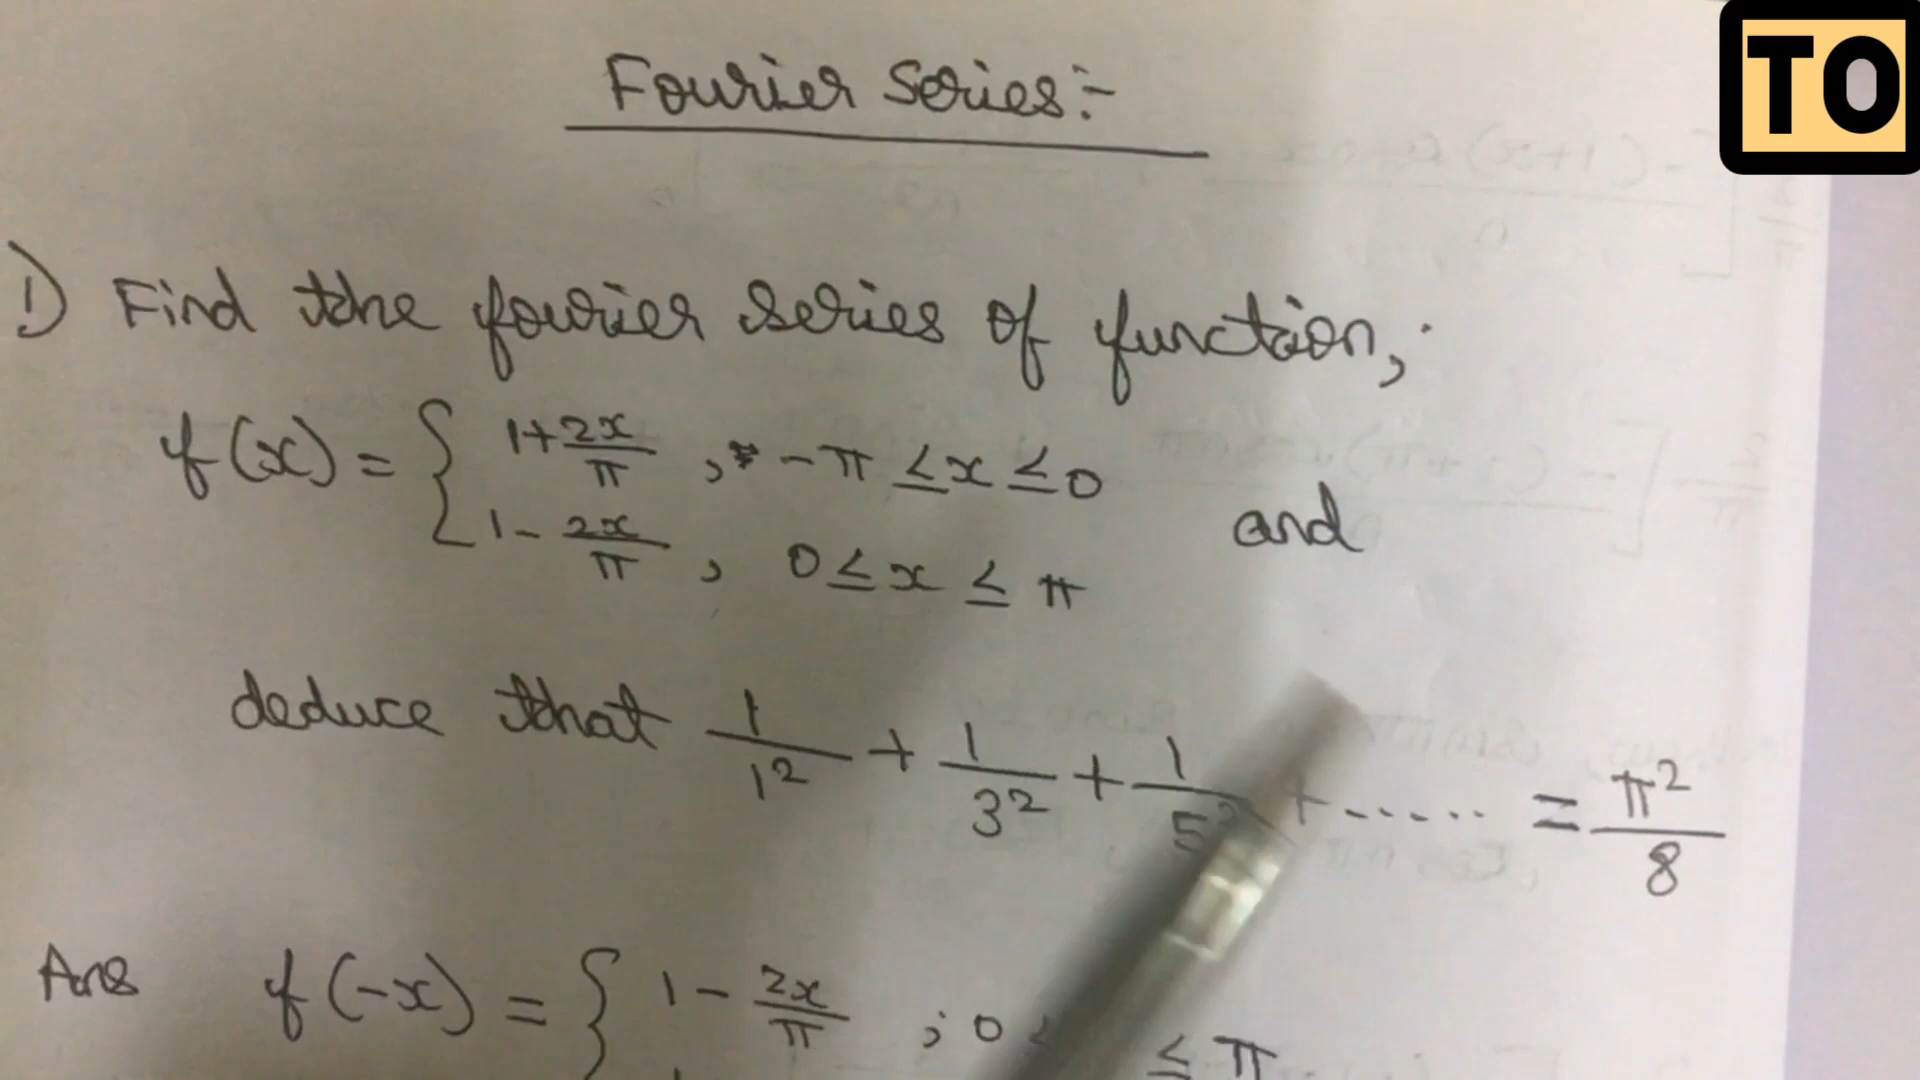 TO
Fourier Series:-
1) Find the fourier series of function,
f(x) = { 1+2x/π , -π ≤ x ≤ 0
1-2x/π , 0 ≤ x ≤ π and
deduce that 1/1² + 1/3² + 1/5² + ..... = π²/8
Ans f(-x) = { 1 - 2x/π ; 0 ≤ π